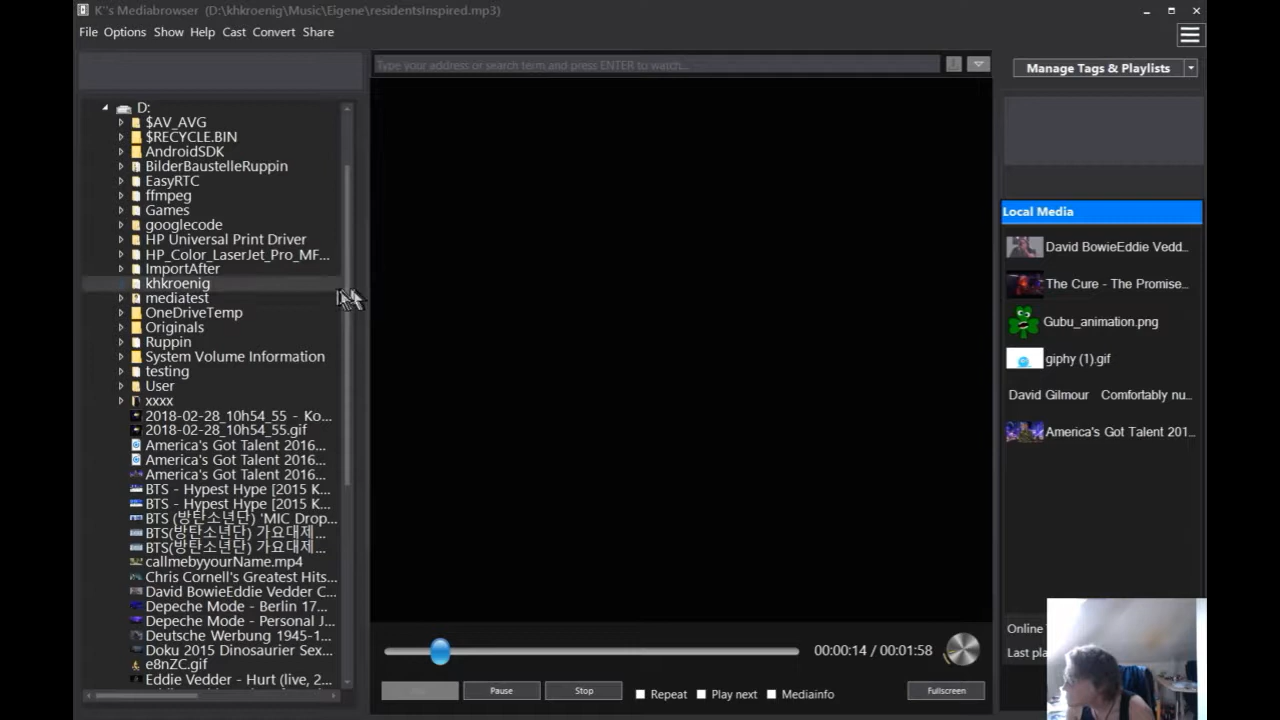 K''s Mediabrowser (D:\khkroenig\Music\Eigene\residentsInspired.mp3)
File Options Show Help Cast Convert Share
Type your address or search term and press ENTER to watch...
Manage Tags & Playlists
D:
$AV_AVG
$RECYCLE.BIN
AndroidSDK
BilderBaustelleRuppin
EasyRTC
ffmpeg
Games
googlecode
HP Universal Print Driver
HP_Color_LaserJet_Pro_MF...
ImportAfter
khkroenig
mediatest
OneDriveTemp
Originals
Ruppin
System Volume Information
testing
User
xxxx
2018-02-28_10h54_55 - Ko...
2018-02-28_10h54_55.gif
America's Got Talent 2016...
America's Got Talent 2016...
America's Got Talent 2016...
BTS - Hypest Hype [2015 K...
BTS - Hypest Hype [2015 K...
BTS (방탄소년단) 'MIC Drop...
BTS(방탄소년단) 가요대제...
BTS(방탄소년단) 가요대제...
callmebyyourName.mp4
Chris Cornell's Greatest Hits...
David BowieEddie Vedder C...
Depeche Mode - Berlin 17...
Depeche Mode - Personal J...
Deutsche Werbung 1945-1...
Doku 2015 Dinosaurier Sex...
e8nZC.gif
Eddie Vedder - Hurt (live, 2...
Local Media
David BowieEddie Vedd...
The Cure - The Promise...
Gubu_animation.png
giphy (1).gif
David Gilmour Comfortably nu...
America's Got Talent 201...
Online
Last pla
00:00:14 / 00:01:58
Pause
Stop
Repeat
Play next
Mediainfo
Fullscreen